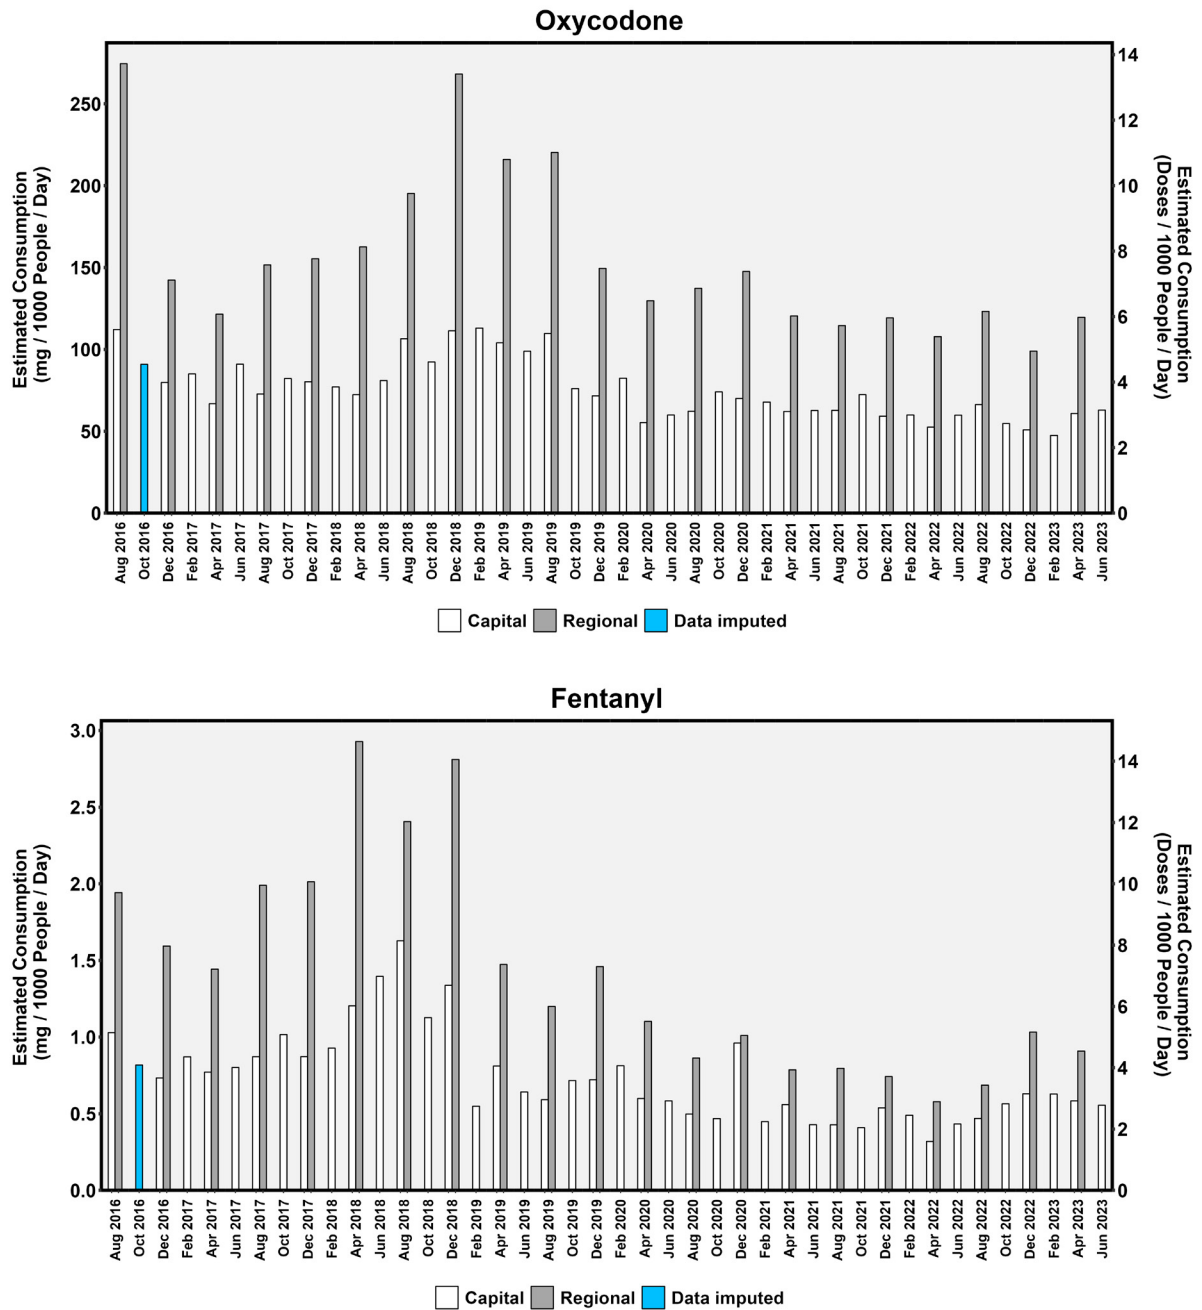 Oxycodone
Estimated Consumption
(mg / 1000 People / Day)
250
200
150
100
50
0
14
12
10
8
6
4
2
0
Estimated Consumption
(Doses / 1000 People / Day)
Aug 2016
Oct 2016
Dec 2016
Feb 2017
Apr 2017
Jun 2017
Aug 2017
Oct 2017
Dec 2017
Feb 2018
Apr 2018
Jun 2018
Aug 2018
Oct 2018
Dec 2018
Feb 2019
Apr 2019
Jun 2019
Aug 2019
Oct 2019
Dec 2019
Feb 2020
Apr 2020
Jun 2020
Aug 2020
Oct 2020
Dec 2020
Feb 2021
Apr 2021
Jun 2021
Aug 2021
Oct 2021
Dec 2021
Feb 2022
Apr 2022
Jun 2022
Aug 2022
Oct 2022
Dec 2022
Feb 2023
Apr 2023
Jun 2023
Capital Regional Data imputed
Fentanyl
Estimated Consumption
(mg / 1000 People / Day)
3.0
2.5
2.0
1.5
1.0
0.5
0.0
14
12
10
8
6
4
2
0
Estimated Consumption
(Doses / 1000 People / Day)
Aug 2016
Oct 2016
Dec 2016
Feb 2017
Apr 2017
Jun 2017
Aug 2017
Oct 2017
Dec 2017
Feb 2018
Apr 2018
Jun 2018
Aug 2018
Oct 2018
Dec 2018
Feb 2019
Apr 2019
Jun 2019
Aug 2019
Oct 2019
Dec 2019
Feb 2020
Apr 2020
Jun 2020
Aug 2020
Oct 2020
Dec 2020
Feb 2021
Apr 2021
Jun 2021
Aug 2021
Oct 2021
Dec 2021
Feb 2022
Apr 2022
Jun 2022
Aug 2022
Oct 2022
Dec 2022
Feb 2023
Apr 2023
Jun 2023
Capital Regional Data imputed